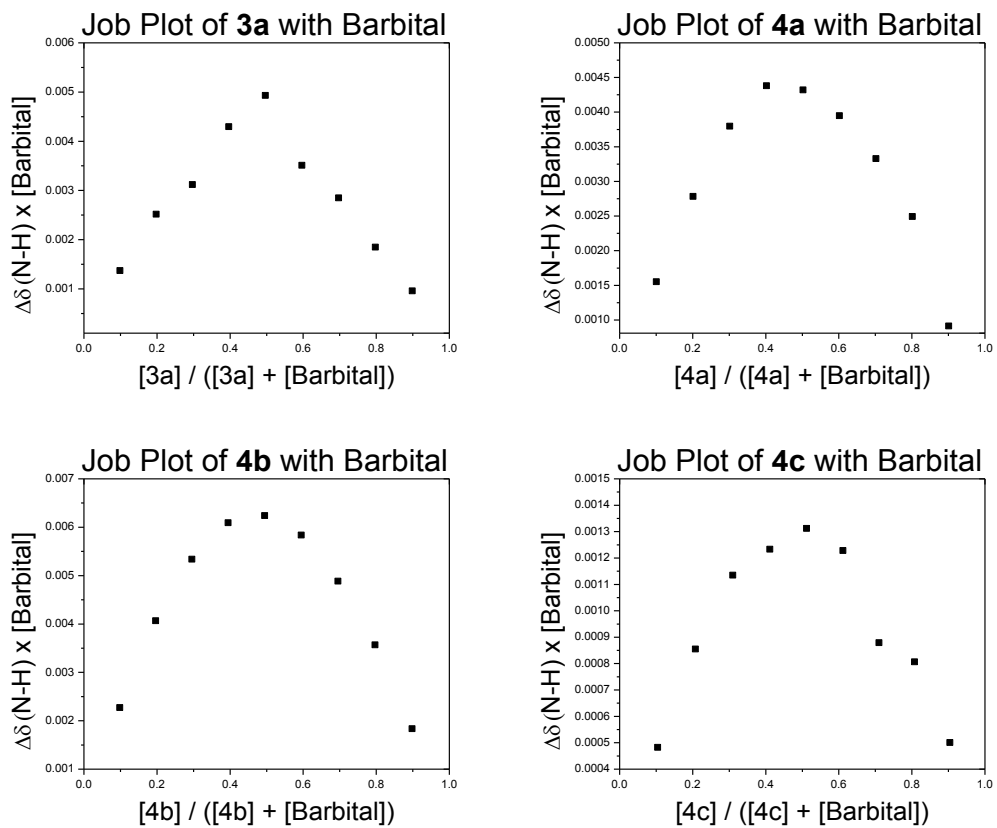 Job Plot of 3a with Barbital
0.006
0.005
0.004
0.003
0.002
0.001
0.0 0.2 0.4 0.6 0.8 1.0
Δδ (N-H) x [Barbital]
[3a] / ([3a] + [Barbital])
Job Plot of 4a with Barbital
0.0050
0.0045
0.0040
0.0035
0.0030
0.0025
0.0020
0.0015
0.0010
0.0 0.2 0.4 0.6 0.8 1.0
Δδ (N-H) x [Barbital]
[4a] / ([4a] + [Barbital])
Job Plot of 4b with Barbital
0.007
0.006
0.005
0.004
0.003
0.002
0.001
0.0 0.2 0.4 0.6 0.8 1.0
Δδ (N-H) x [Barbital]
[4b] / ([4b] + [Barbital])
Job Plot of 4c with Barbital
0.0015
0.0014
0.0013
0.0012
0.0011
0.0010
0.0009
0.0008
0.0007
0.0006
0.0005
0.0004
0.0 0.2 0.4 0.6 0.8 1.0
Δδ (N-H) x [Barbital]
[4c] / ([4c] + [Barbital])